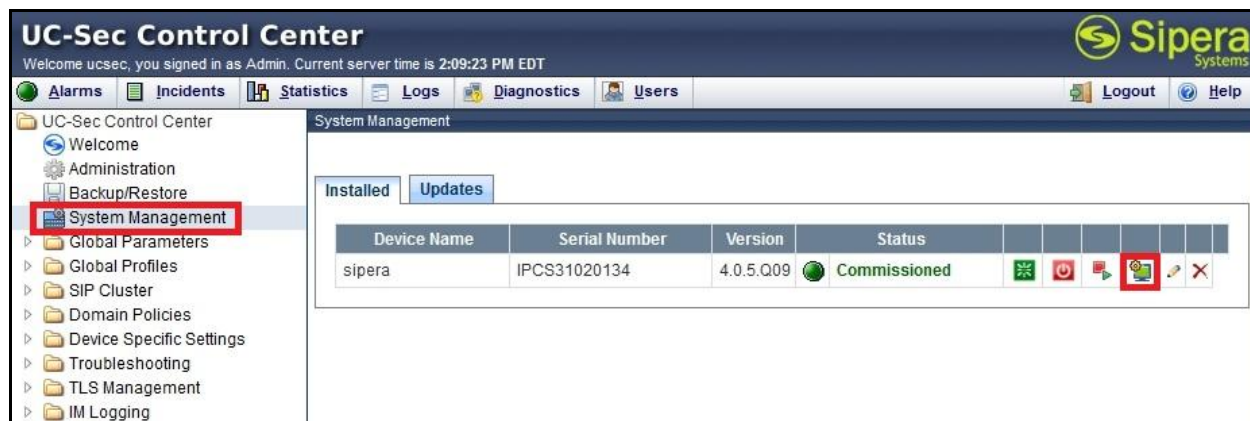 UC-Sec Control Center
Sipera
Systems
Welcome ucsec, you signed in as Admin. Current server time is 2:09:23 PM EDT
Alarms Incidents Statistics Logs Diagnostics Users Logout Help
UC-Sec Control Center
Welcome
Administration
Backup/Restore
System Management
Global Parameters
Global Profiles
SIP Cluster
Domain Policies
Device Specific Settings
Troubleshooting
TLS Management
IM Logging
System Management
Installed Updates
Device Name Serial Number Version Status
sipera IPCS31020134 4.0.5.Q09 Commissioned